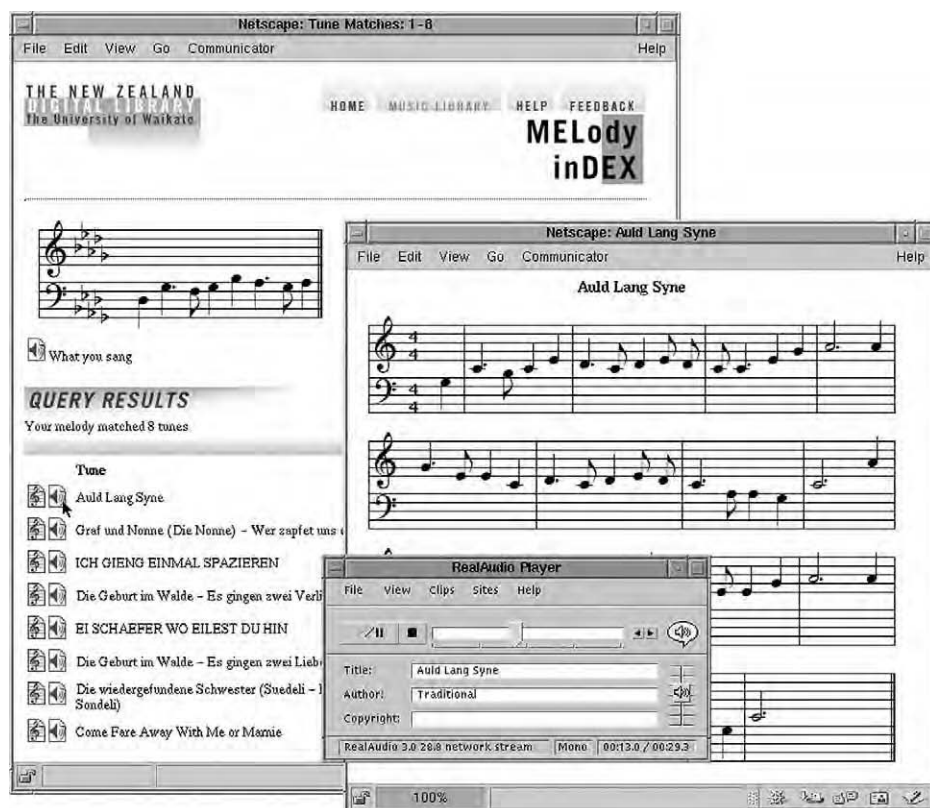 Netscape: Tune Matches: 1-8
File Edit View Go Communicator Help
THE NEW ZEALAND
DIGITAL LIBRARY
The University of Waikato
HOME MUSIC LIBRARY HELP FEEDBACK
MELody
inDEX
What you sang
QUERY RESULTS
Your melody matched 8 tunes
Tune
Auld Lang Syne
Graf und Nonne (Die Nonne) – Wer zapfet uns
ICH GIENG EINMAL SPAZIEREN
Die Geburt im Walde – Es gingen zwei Verli
EI SCHAEFER WO EILEST DU HIN
Die Geburt im Walde – Es gingen zwei Liebe
Die wiedergefundene Schwester (Suedeli –
Sondeli)
Come Fare Away With Me or Mamie
Netscape: Auld Lang Syne
File Edit View Go Communicator Help
Auld Lang Syne
4
4
4
4
RealAudio Player
File View Clips Sites Help
Title: Auld Lang Syne
Author: Traditional
Copyright:
RealAudio 3.0 28.8 network stream Mono 00:13.0 / 00:29.3
100%